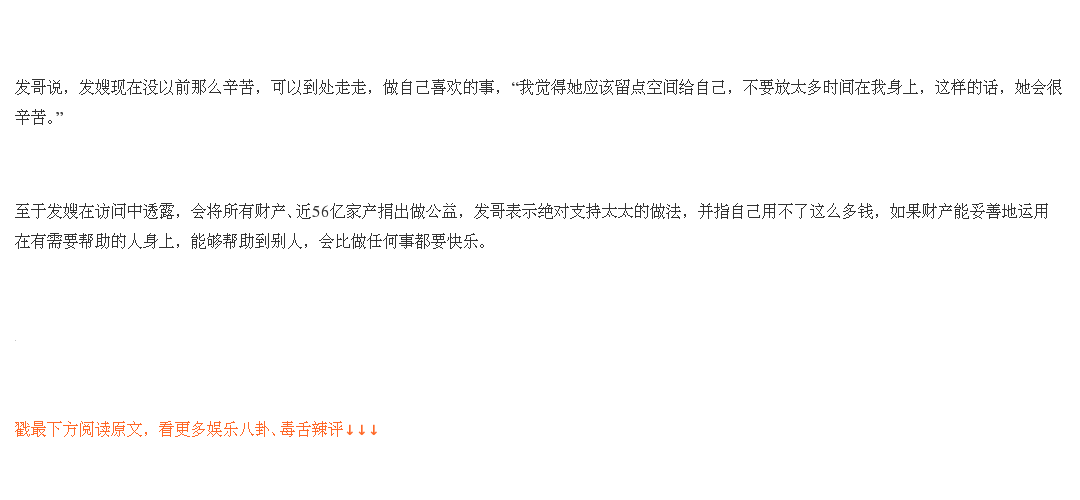 发哥说，发嫂现在没以前那么辛苦，可以到处走走，做自己喜欢的事，“我觉得她应该留点空间给自己，不要放太多时间在我身上，这样的话，她会很
辛苦。”
至于发嫂在访问中透露，会将所有财产、近56亿家产捐出做公益，发哥表示绝对支持太太的做法，并指自己用不了这么多钱，如果财产能妥善地运用
在有需要帮助的人身上，能够帮助到别人，会比做任何事都要快乐。
戳最下方阅读原文，看更多娱乐八卦、毒舌辣评↓↓↓